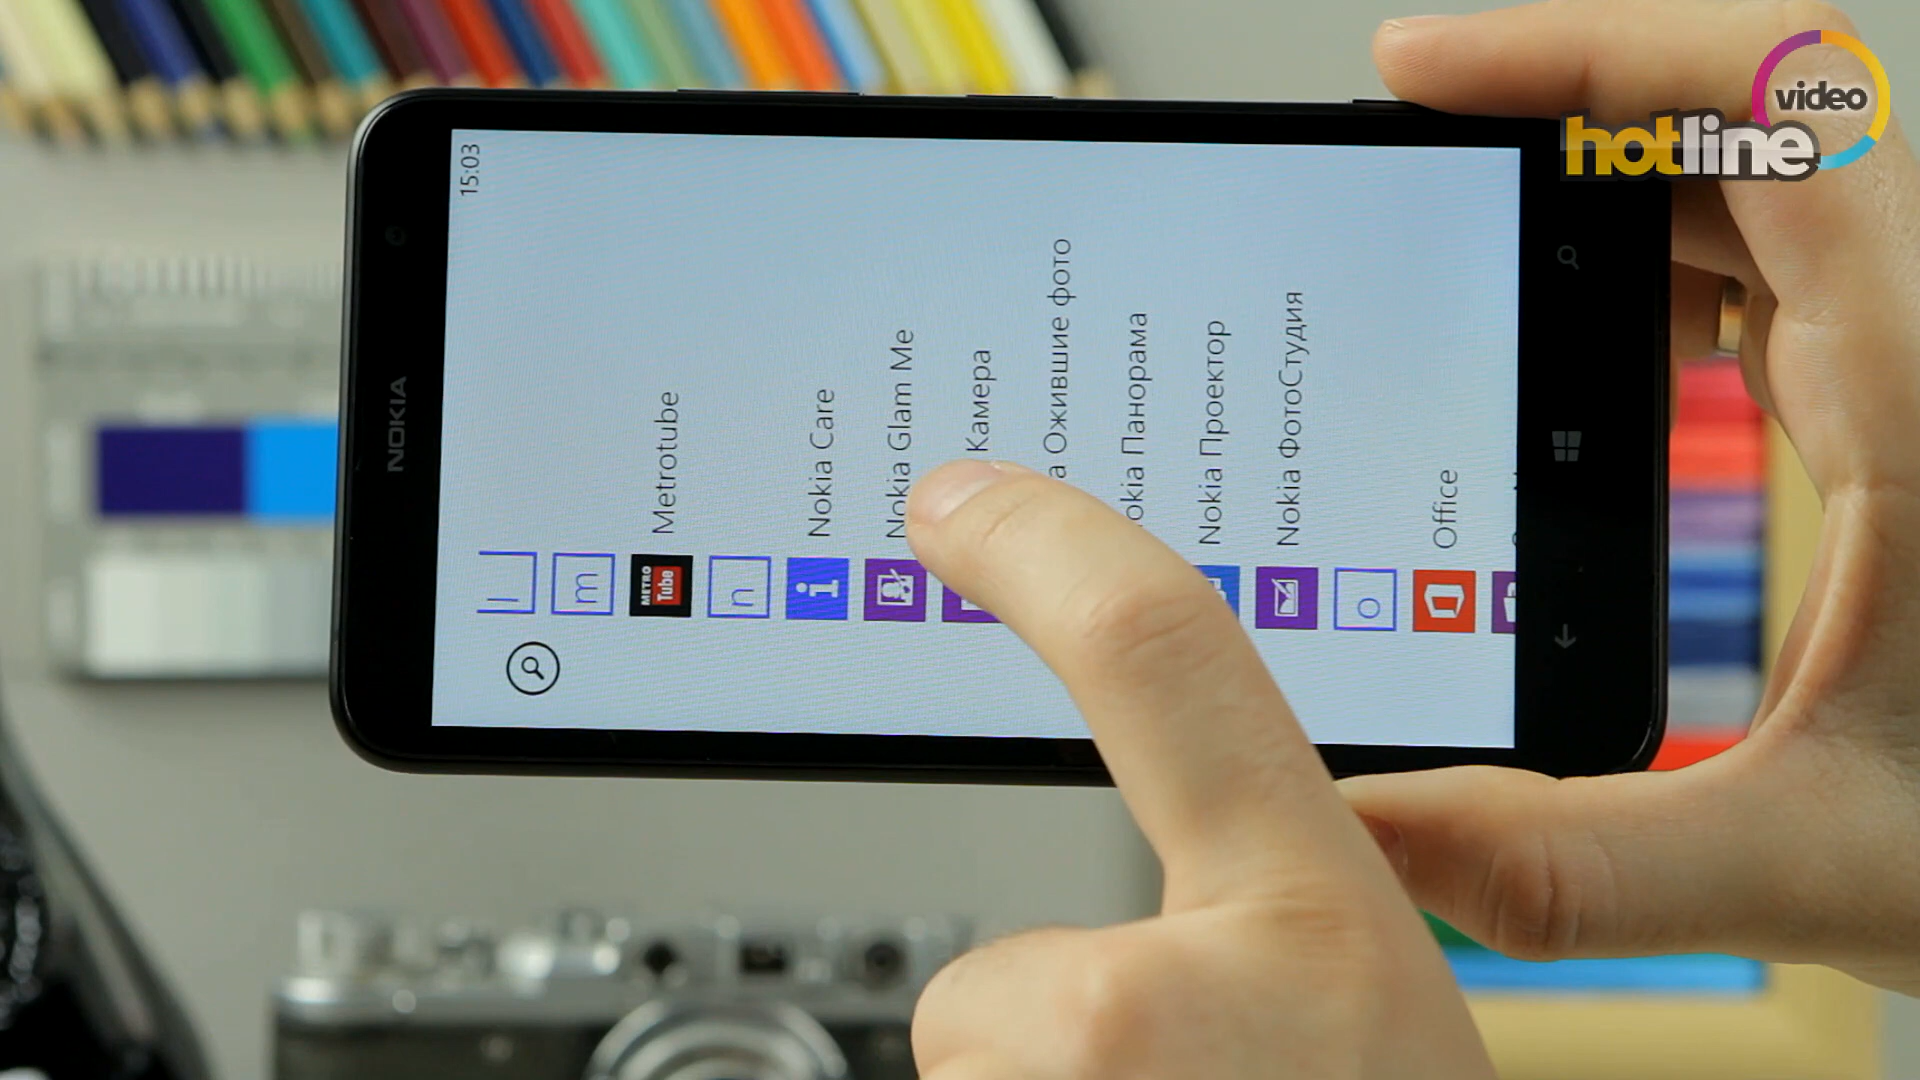 video
hotline
NOKIA
15:03
l
m
METRO
Tube
Metrotube
n
Nokia Care
Nokia Glam Me
Камера
Ожившие фото
Панорама
Nokia Проектор
Nokia ФотоСтудия
o
Office